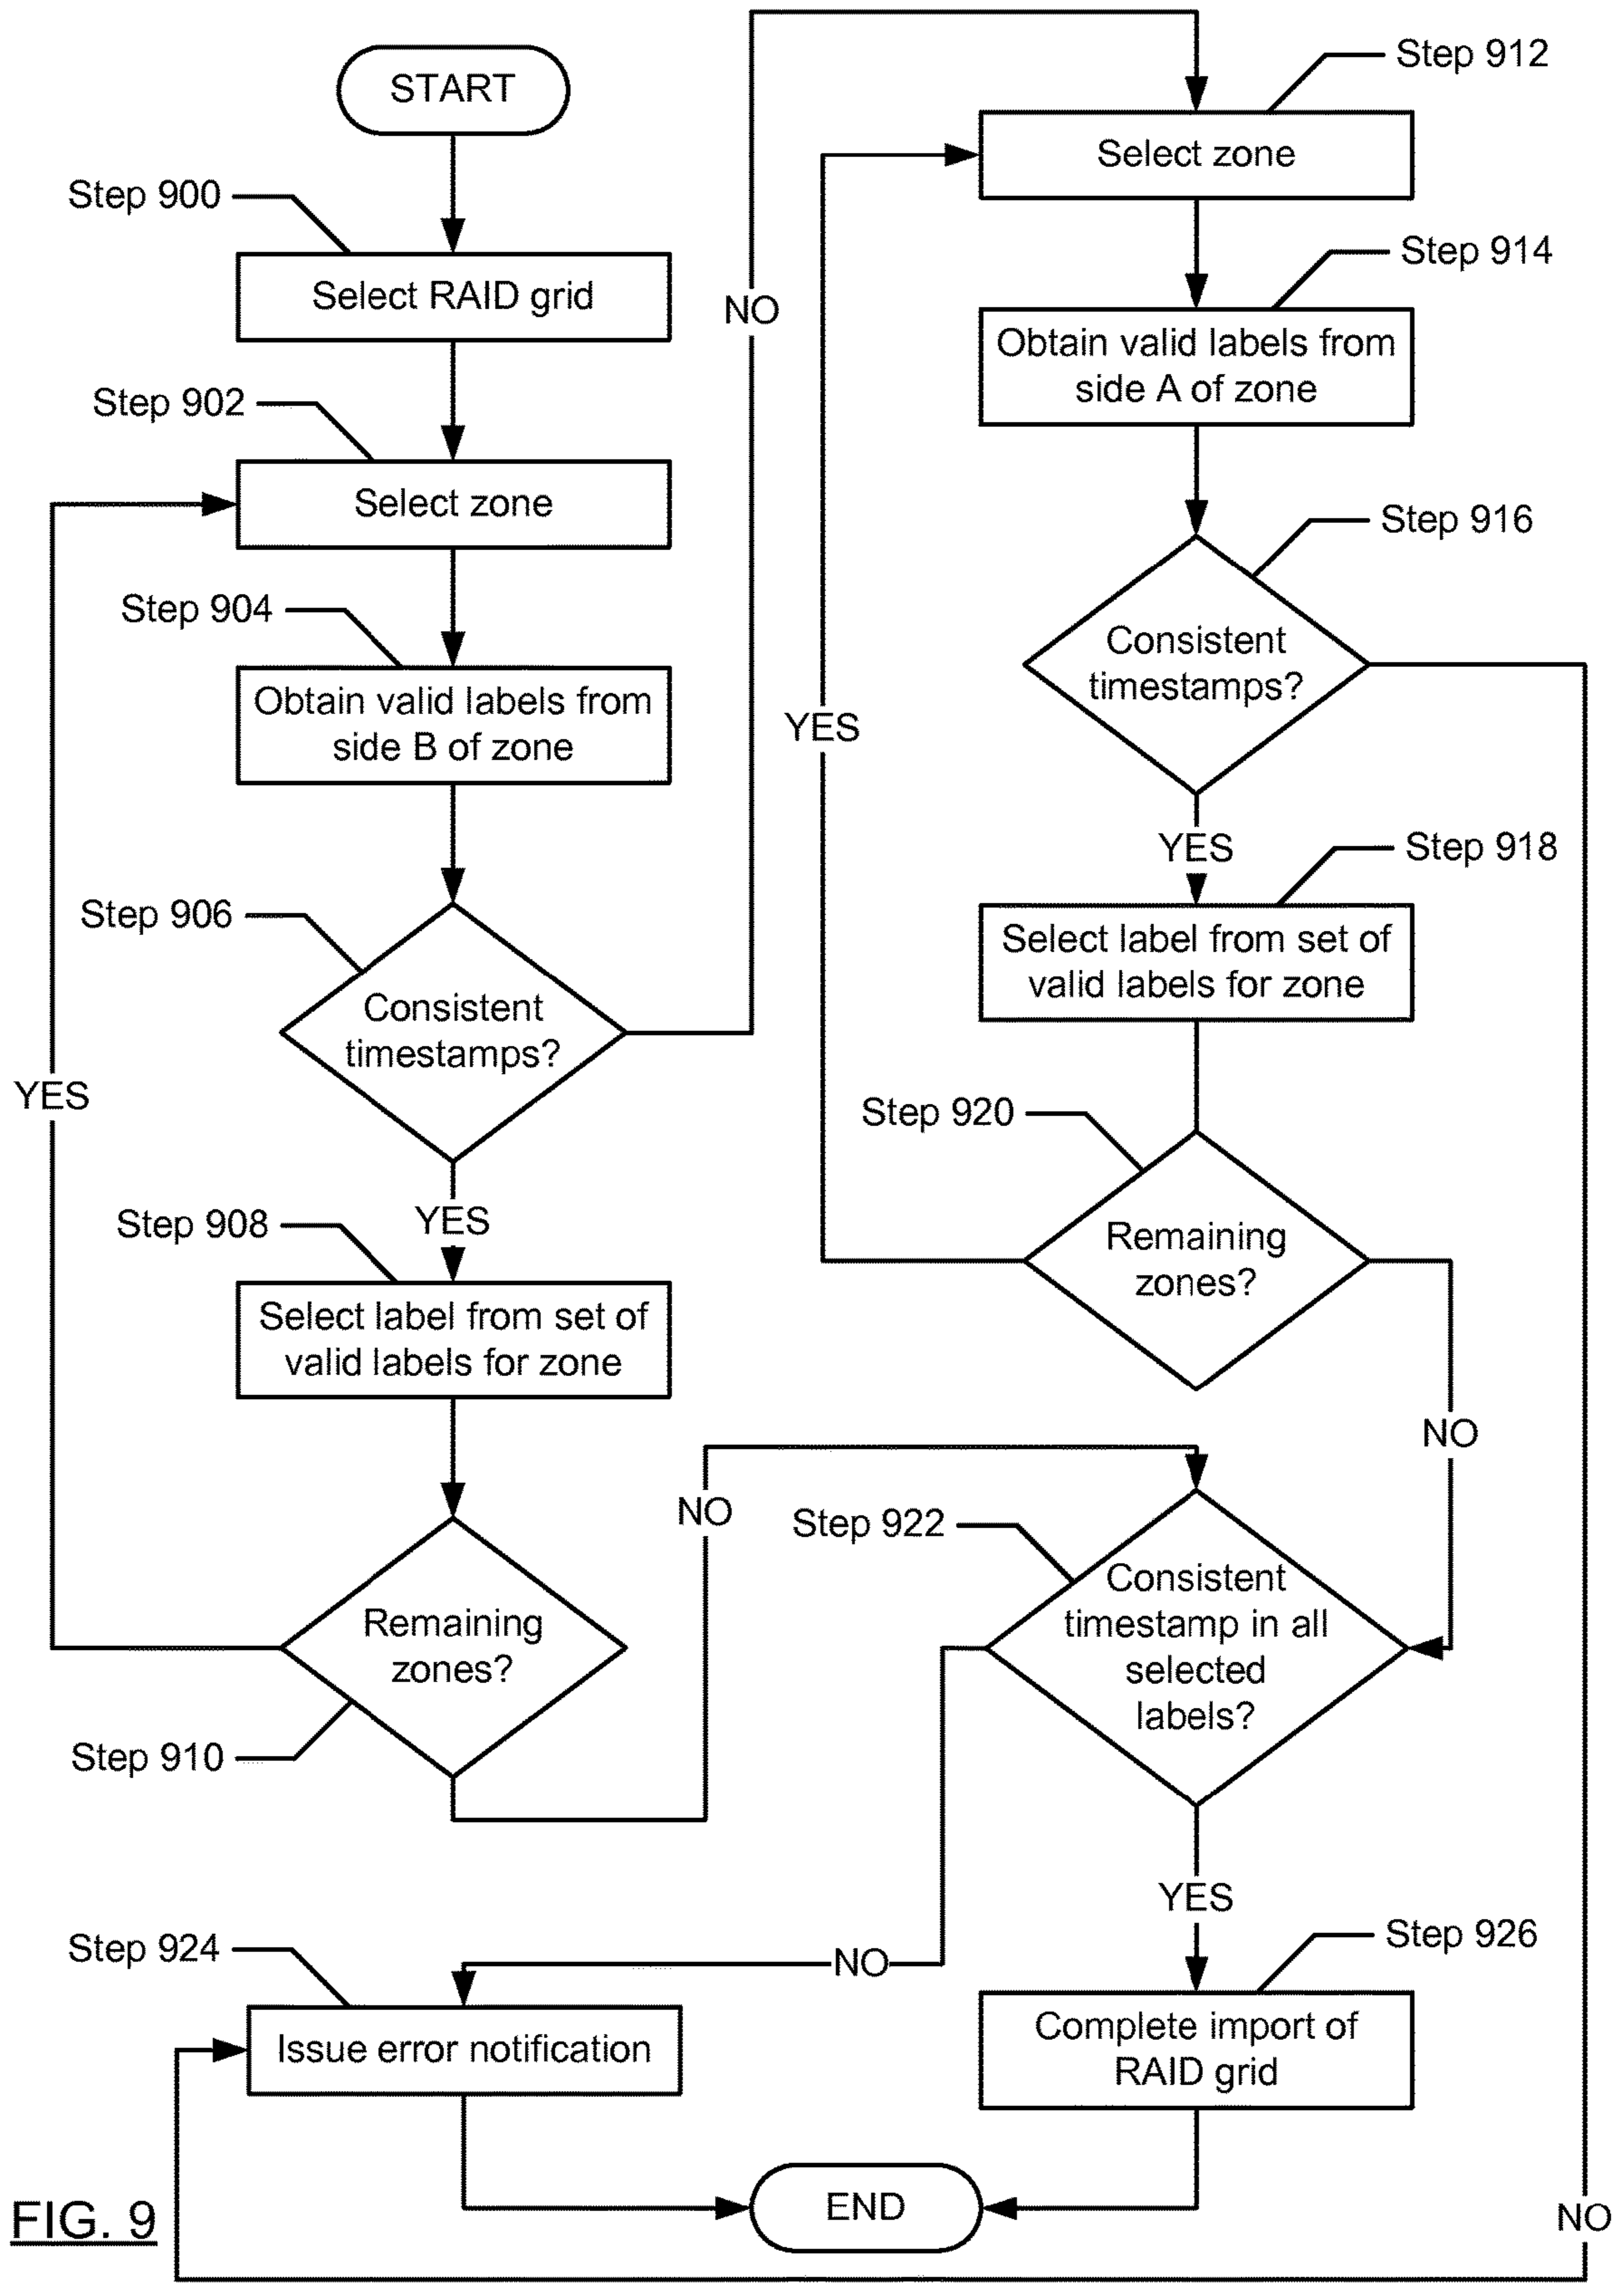 START
Step 900
Select RAID grid
Step 902
Select zone
Step 904
Obtain valid labels from
side B of zone
Step 906
Consistent
timestamps?
NO
YES
YES
Step 908
Select label from set of
valid labels for zone
Remaining
zones?
Step 910
NO
Step 912
Select zone
Step 914
Obtain valid labels from
side A of zone
Step 916
Consistent
timestamps?
YES
YES
Step 918
Select label from set of
valid labels for zone
Step 920
Remaining
zones?
NO
Step 922
Consistent
timestamp in all
selected
labels?
YES
NO
Step 924
Issue error notification
Step 926
Complete import of
RAID grid
END
NO
FIG. 9